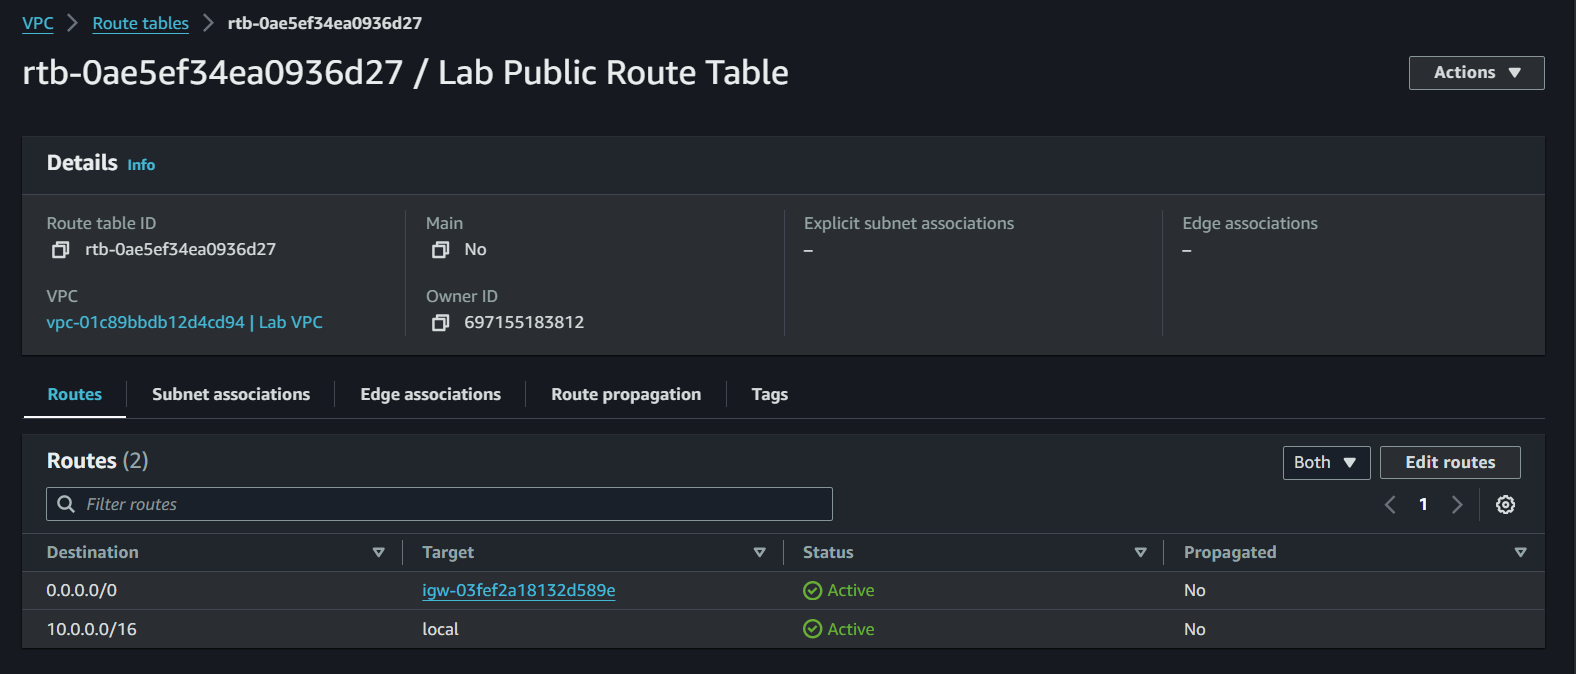 VPC > Route tables > rtb-0ae5ef34ea0936d27
rtb-0ae5ef34ea0936d27 / Lab Public Route Table
Actions
Details Info
Route table ID
rtb-0ae5ef34ea0936d27
Main
No
Explicit subnet associations
–
Edge associations
–
VPC
vpc-01c89bbdb12d4cd94 | Lab VPC
Owner ID
697155183812
Routes Subnet associations Edge associations Route propagation Tags
Routes (2)
Both Edit routes
Filter routes
1
Destination Target Status Propagated
0.0.0.0/0 igw-03fef2a18132d589e Active No
10.0.0.0/16 local Active No